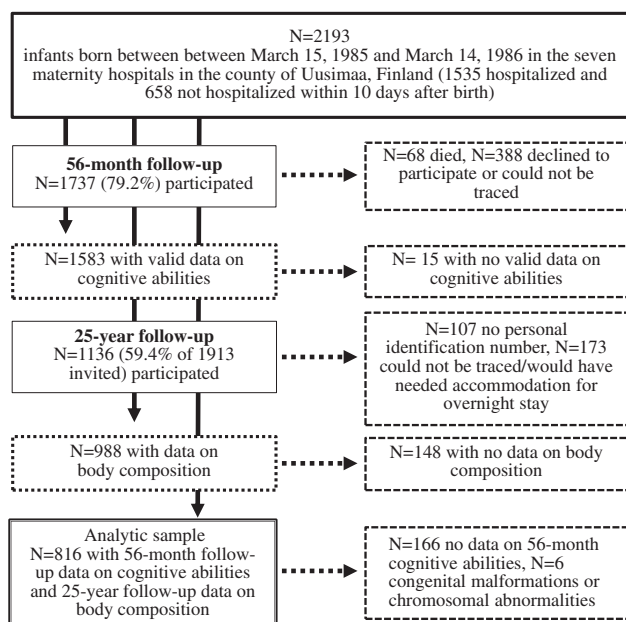 N=2193
infants born between between March 15, 1985 and March 14, 1986 in the seven
maternity hospitals in the county of Uusimaa, Finland (1535 hospitalized and
658 not hospitalized within 10 days after birth)
56-month follow-up
N=1737 (79.2%) participated
N=68 died, N=388 declined to
participate or could not be
traced
N=1583 with valid data on
cognitive abilities
N= 15 with no valid data on
cognitive abilities
25-year follow-up
N=1136 (59.4% of 1913
invited) participated
N=107 no personal
identification number, N=173
could not be traced/would have
needed accommodation for
overnight stay
N=988 with data on
body composition
N=148 with no data on body
composition
Analytic sample
N=816 with 56-month follow-
up data on cognitive abilities
and 25-year follow-up data on
body composition
N=166 no data on 56-month
cognitive abilities, N=6
congenital malformations or
chromosomal abnormalities